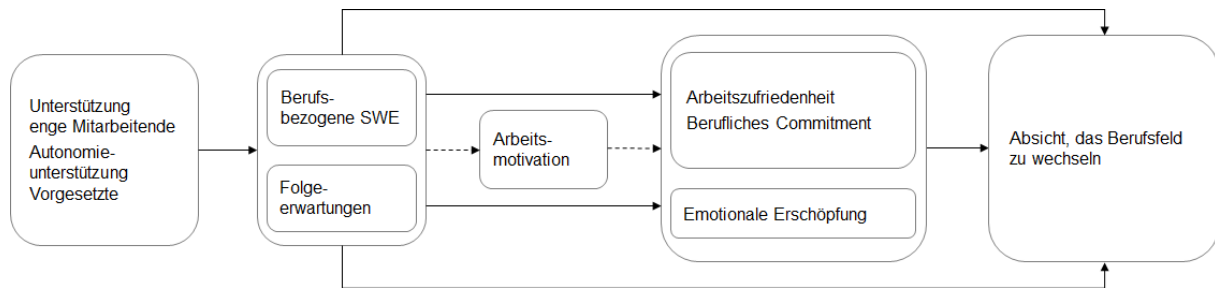 Unterstützung
enge Mitarbeitende
Autonomie-
unterstützung
Vorgesetzte
Berufs-
bezogene SWE
Folge-
erwartungen
Arbeits-
motivation
Arbeitszufriedenheit
Berufliches Commitment
Emotionale Erschöpfung
Absicht, das Berufsfeld
zu wechseln